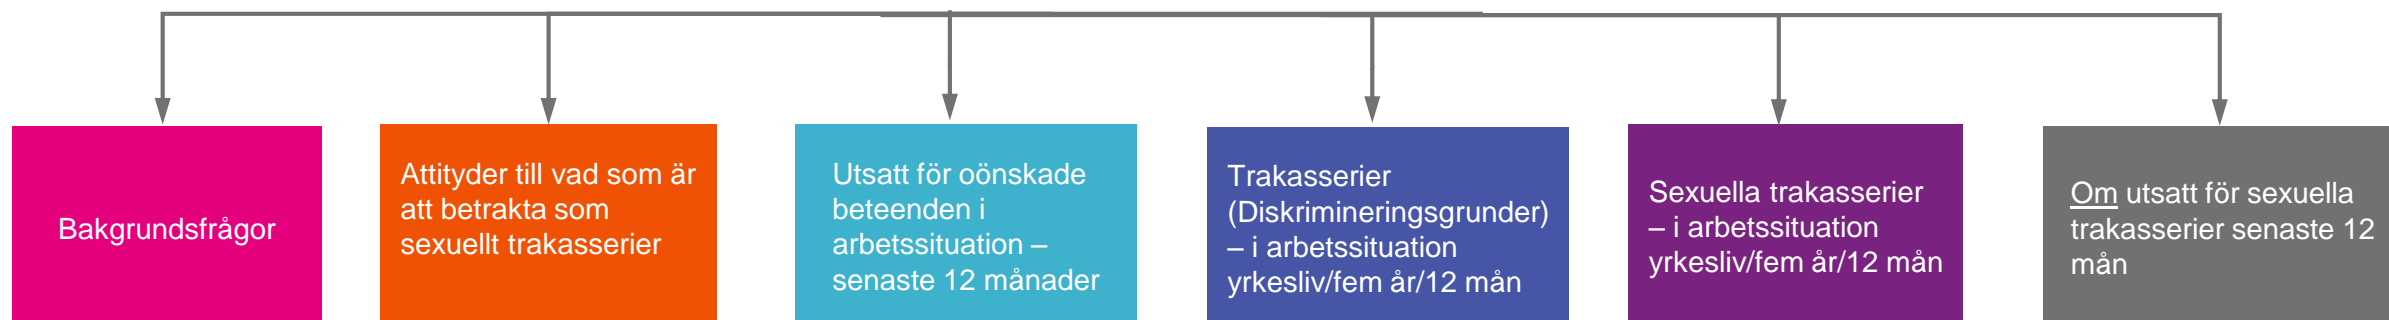 Bakgrundsfrågor
Attityder till vad som är
att betrakta som
sexuellt trakasserier
Utsatt för oönskade
beteenden i
arbetssituation –
senaste 12 månader
Trakasserier
(Diskrimineringsgrunder)
– i arbetssituation
yrkesliv/fem år/12 mån
Sexuella trakasserier
– i arbetssituation
yrkesliv/fem år/12 mån
Om utsatt för sexuella
trakasserier senaste 12
mån